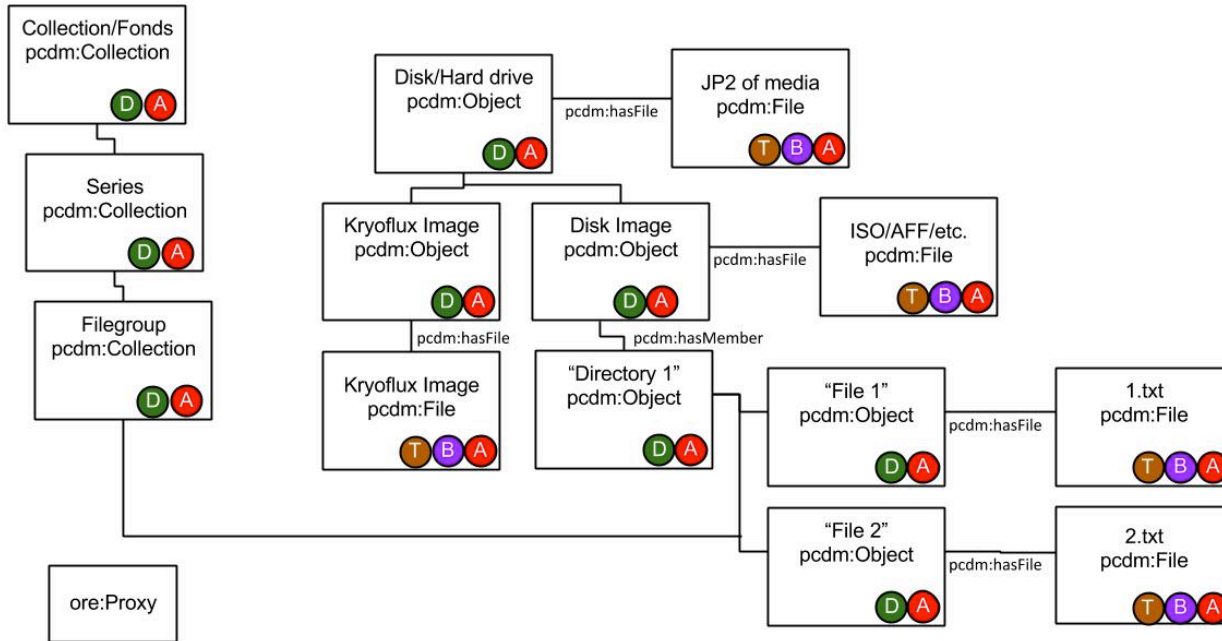 Collection/Fonds
pcdm:Collection
D A
Series
pcdm:Collection
D A
Filegroup
pcdm:Collection
D A
ore:Proxy
Disk/Hard drive
pcdm:Object
D A
pcdm:hasFile
JP2 of media
pcdm:File
T B A
Kryoflux Image
pcdm:Object
D A
pcdm:hasFile
Kryoflux Image
pcdm:File
T B A
Disk Image
pcdm:Object
D A
pcdm:hasFile
ISO/AFF/etc.
pcdm:File
T B A
pcdm:hasMember
“Directory 1”
pcdm:Object
D A
“File 1”
pcdm:Object
D A
pcdm:hasFile
1.txt
pcdm:File
T B A
“File 2”
pcdm:Object
D A
pcdm:hasFile
2.txt
pcdm:File
T B A